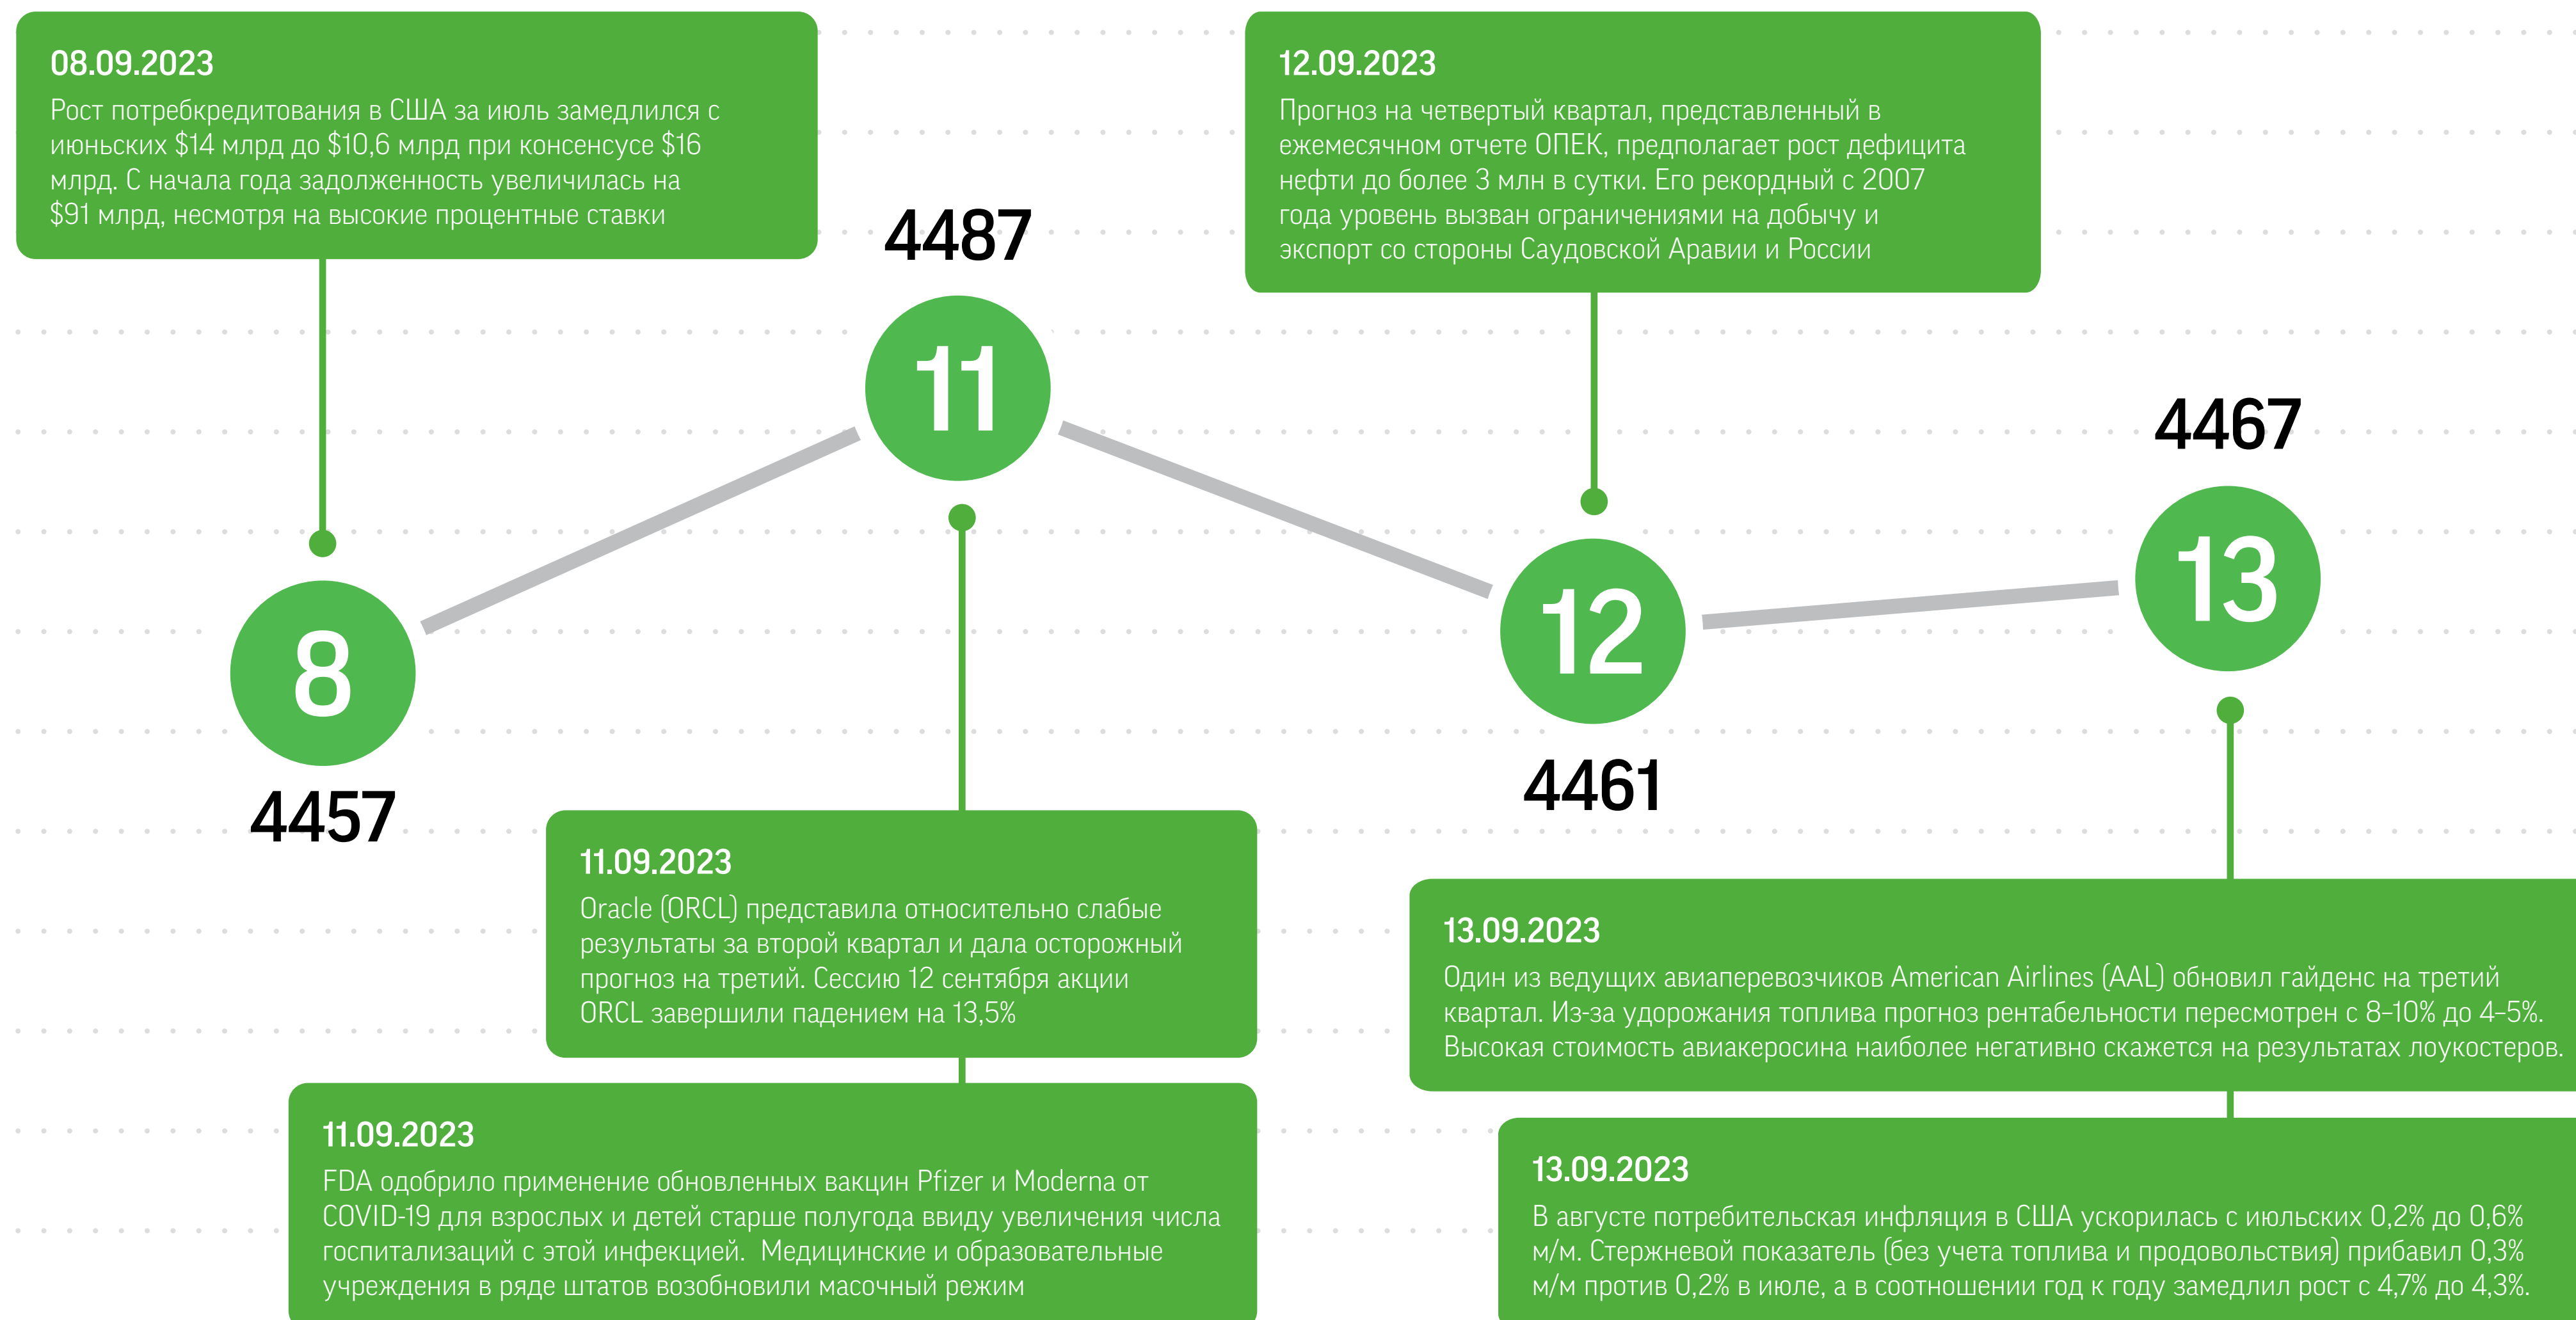 08.09.2023
Рост потребкредитования в США за июль замедлился с
июньских $14 млрд до $10,6 млрд при консенсусе $16
млрд. С начала года задолженность увеличилась на
$91 млрд, несмотря на высокие процентные ставки
12.09.2023
Прогноз на четвертый квартал, представленный в
ежемесячном отчете ОПЕК, предполагает рост дефицита
нефти до более 3 млн в сутки. Его рекордный с 2007
года уровень вызван ограничениями на добычу и
экспорт со стороны Саудовской Аравии и России
4487
11
4467
13
8
4457
12
4461
11.09.2023
Oracle (ORCL) представила относительно слабые
результаты за второй квартал и дала осторожный
прогноз на третий. Сессию 12 сентября акции
ORCL завершили падением на 13,5%
13.09.2023
Один из ведущих авиаперевозчиков American Airlines (AAL) обновил гайденс на третий
квартал. Из-за удорожания топлива прогноз рентабельности пересмотрен с 8–10% до 4–5%.
Высокая стоимость авиакеросина наиболее негативно скажется на результатах лоукостеров.
11.09.2023
FDA одобрило применение обновленных вакцин Pfizer и Moderna от
COVID-19 для взрослых и детей старше полугода ввиду увеличения числа
госпитализаций с этой инфекцией.  Медицинские и образовательные
учреждения в ряде штатов возобновили масочный режим
13.09.2023
В августе потребительская инфляция в США ускорилась с июльских 0,2% до 0,6%
м/м. Стержневой показатель (без учета топлива и продовольствия) прибавил 0,3%
м/м против 0,2% в июле, а в соотношении год к году замедлил рост с 4,7% до 4,3%.